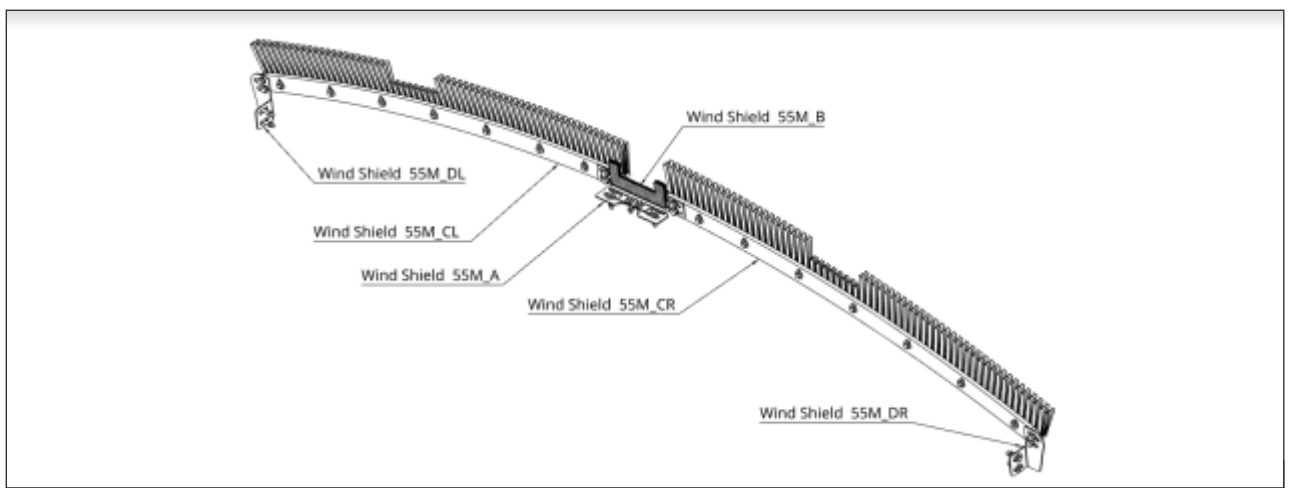 Wind Shield 55M_B
Wind Shield 55M_DL
Wind Shield 55M_CL
Wind Shield 55M_A
Wind Shield 55M_CR
Wind Shield 55M_DR